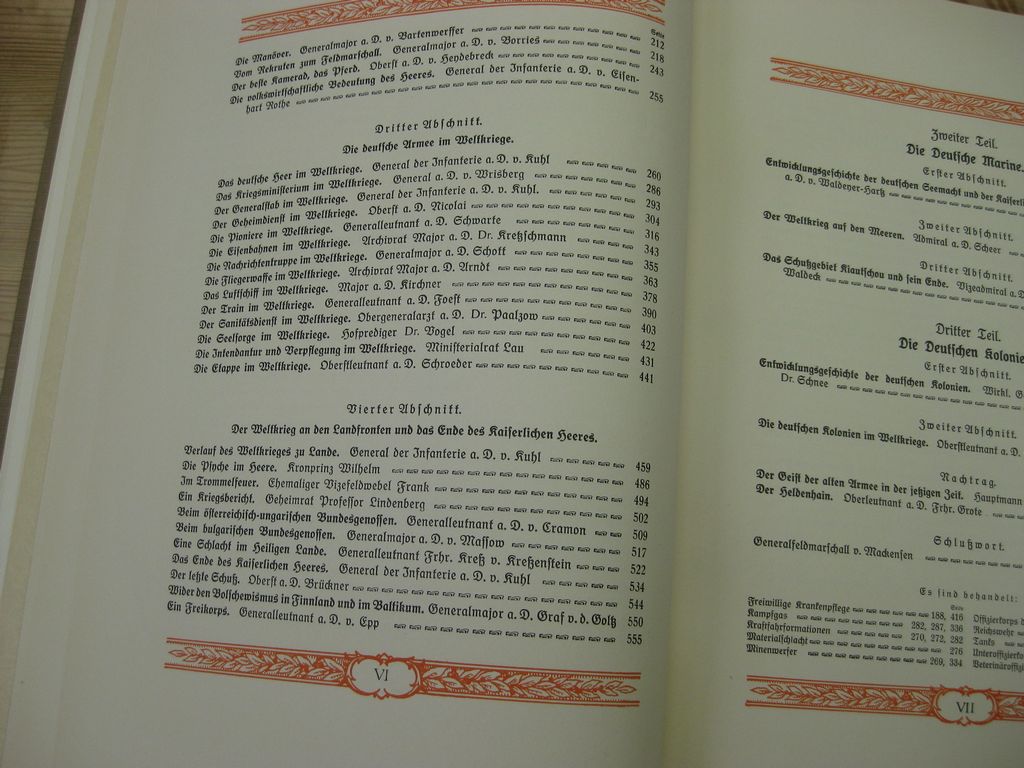 Seite
Die Manöver. Generalmajor a. D. v. Bartenwerffer 212
Vom Rekruten zum Feldmarschall. Generalmajor a. D. v. Borries 218
Der beste Kamerad, das Pferd. Oberst a. D. v. Heydebreck 243
Die volkswirtschaftliche Bedeutung des Heeres. General der Infanterie a. D. v. Eisen-
hart Rothe 255
Dritter Abschnitt.
Die deutsche Armee im Weltkriege.
Das deutsche Heer im Weltkriege. General der Infanterie a. D. v. Kuhl 260
Das Kriegsministerium im Weltkriege. General a. D. v. Wrisberg 286
Der Generalstab im Weltkriege. General der Infanterie a. D. v. Kuhl. 293
Der Geheimdienst im Weltkriege. Oberst a. D. Nicolai 304
Die Pioniere im Weltkriege. Generalleutnant a. D. Schwarte 316
Die Eisenbahnen im Weltkriege. Archivrat Major a. D. Dr. Kretzschmann 343
Die Nachrichtentruppe im Weltkriege. Generalmajor a. D. Schott 355
Die Fliegerwaffe im Weltkriege. Archivrat Major a. D. Arndt 363
Das Luftschiff im Weltkriege. Major a. D. Kirchner 378
Der Train im Weltkriege. Generalleutnant a. D. Foest 390
Der Sanitätsdienst im Weltkriege. Obergeneralarzt a. D. Dr. Paalzow 403
Die Seelsorge im Weltkriege. Hofprediger Dr. Vogel 422
Die Intendantur und Verpflegung im Weltkriege. Ministerialrat Lau 431
Die Etappe im Weltkriege. Oberstleutnant a. D. Schroeder 441
Vierter Abschnitt.
Der Weltkrieg an den Landfronten und das Ende des Kaiserlichen Heeres.
Verlauf des Weltkrieges zu Lande. General der Infanterie a. D. v. Kuhl 459
Die Psyche im Heere. Kronprinz Wilhelm 486
Im Trommelfeuer. Ehemaliger Vizefeldwebel Frank 494
Ein Kriegsbericht. Geheimrat Professor Lindenberg 502
Beim österreichisch-ungarischen Bundesgenossen. Generalleutnant a. D. v. Cramon 509
Beim bulgarischen Bundesgenossen. Generalmajor a. D. v. Massow 517
Eine Schlacht im Heiligen Lande. Generalleutnant Frhr. Kreß v. Kreßenstein 522
Das Ende des Kaiserlichen Heeres. General der Infanterie a. D. v. Kuhl 534
Der letzte Schuß. Oberst a. D. Brückner 544
Wider den Bolschewismus in Finnland und im Baltikum. Generalmajor a. D. Graf v. d. Goltz 550
Ein Freikorps. Generalleutnant a. D. v. Epp 555
VI
Zweiter Teil.
Die Deutsche Marine.
Erster Abschnitt.
Entwicklungsgeschichte der deutschen Seemacht und der Kaiserli
a. D. v. Waldeyer-Hartz
Zweiter Abschnitt.
Der Weltkrieg auf den Meeren. Admiral a. D. Scheer
Dritter Abschnitt.
Das Schutzgebiet Kiautschou und sein Ende. Vizeadmiral a. D.
Waldeck
Dritter Teil.
Die Deutschen Kolonie
Erster Abschnitt.
Entwicklungsgeschichte der deutschen Kolonien. Wirkl. G
Dr. Schnee
Zweiter Abschnitt.
Die deutschen Kolonien im Weltkriege. Oberstleutnant a. D.
Nachtrag.
Der Geist der alten Armee in der jetzigen Zeit. Hauptmann
Der Heldenhain. Oberleutnant a. D. Frhr. Grote
Schlußwort.
Generalfeldmarschall v. Mackensen
Es sind behandelt:
Seite
Freiwillige Krankenpflege 188, 416 Offizierkorps d
Kampfgas 282, 287, 336 Reichswehr
Kraftfahrformationen 270, 272, 282 Tanks
Materialschlacht 276 Unteroffizierko
Minenwerfer 269, 334 Veterinäroffizi
VII